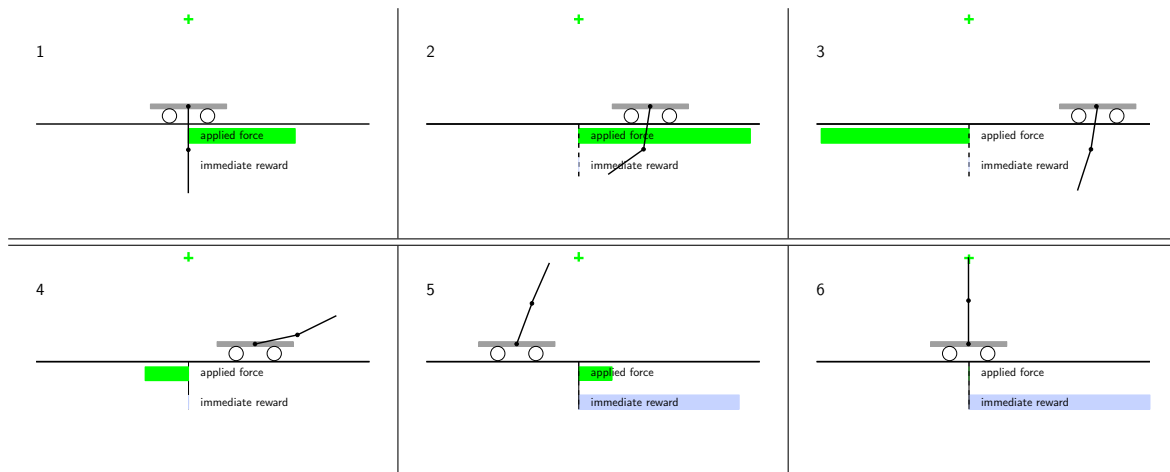 1
applied force
immediate reward
2
applied force
immediate reward
3
applied force
immediate reward
4
applied force
immediate reward
5
applied force
immediate reward
6
applied force
immediate reward